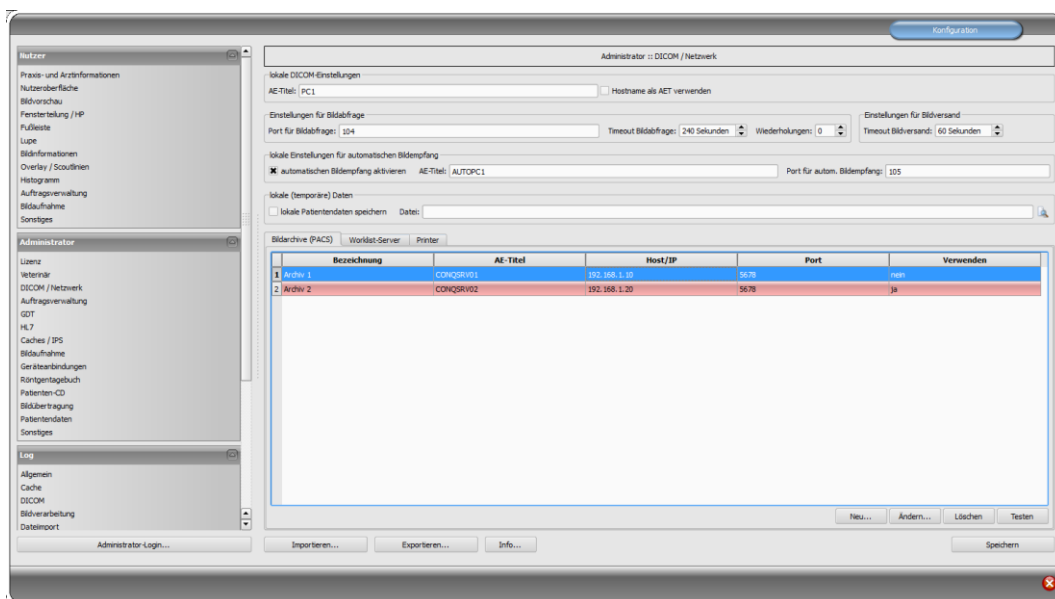 Konfiguration
Nutzer
Praxis- und Arztinformationen
Nutzeroberfläche
Bildvorschau
Fensterteilung / HP
Fußleiste
Lupe
Bildinformationen
Overlay / Scoutlinien
Histogramm
Auftragsverwaltung
Bildaufnahme
Sonstiges
Administrator
Lizenz
Veterinär
DICOM / Netzwerk
Auftragsverwaltung
GDT
HL7
Caches / IPS
Bildaufnahme
Geräteanbindungen
Röntgentagebuch
Patienten-CD
Bildübertragung
Patientendaten
Sonstiges
Log
Allgemein
Cache
DICOM
Bildverarbeitung
Dateiimport
Administrator-Login...
Administrator :: DICOM / Netzwerk
lokale DICOM-Einstellungen
AE-Titel: PC1 Hostname als AET verwenden
Einstellungen für Bildabfrage
Port für Bildabfrage: 104 Timeout Bildabfrage: 240 Sekunden Wiederholungen: 0
Einstellungen für Bildversand
Timeout Bildversand: 60 Sekunden
lokale Einstellungen für automatischen Bildempfang
automatischen Bildempfang aktivieren AE-Titel: AUTOPC1 Port für autom. Bildempfang: 105
lokale (temporäre) Daten
lokale Patientendaten speichern Datei:
Bildarchive (PACS) Worklist-Server Printer
Bezeichnung AE-Titel Host/IP Port Verwenden
1 Archiv 1 CONQSRV01 192.168.1.10 5678 nein
2 Archiv 2 CONQSRV02 192.168.1.20 5678 ja
Neu... Ändern... Löschen Testen
Importieren... Exportieren... Info... Speichern